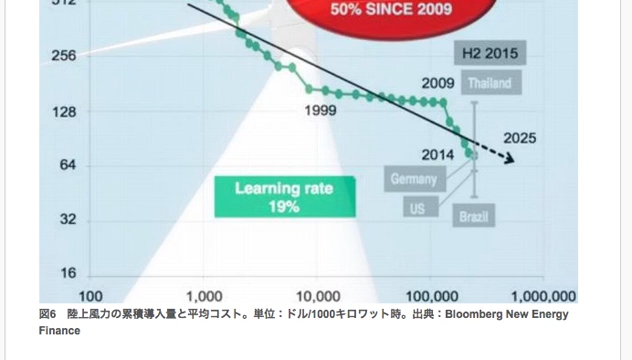 512
50% SINCE 2009
256
H2 2015
2009 Thailand
128
1999
2025
2014
64
Germany
Learning rate
19%
US
Brazil
32
16
100 1,000 10,000 100,000 1,000,000
図6 陸上風力の累積導入量と平均コスト。単位：ドル/1000キロワット時。出典：Bloomberg New Energy
Finance